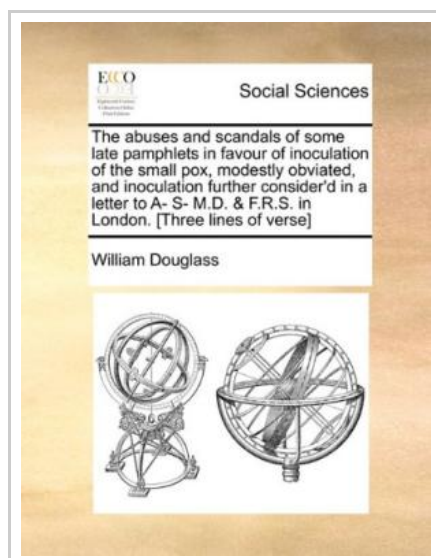 ECCO
Social Sciences
The abuses and scandals of some
late pamphlets in favour of inoculation
of the small pox, modestly obviated,
and inoculation further consider'd in a
letter to A- S- M.D. & F.R.S. in
London. [Three lines of verse]
William Douglass